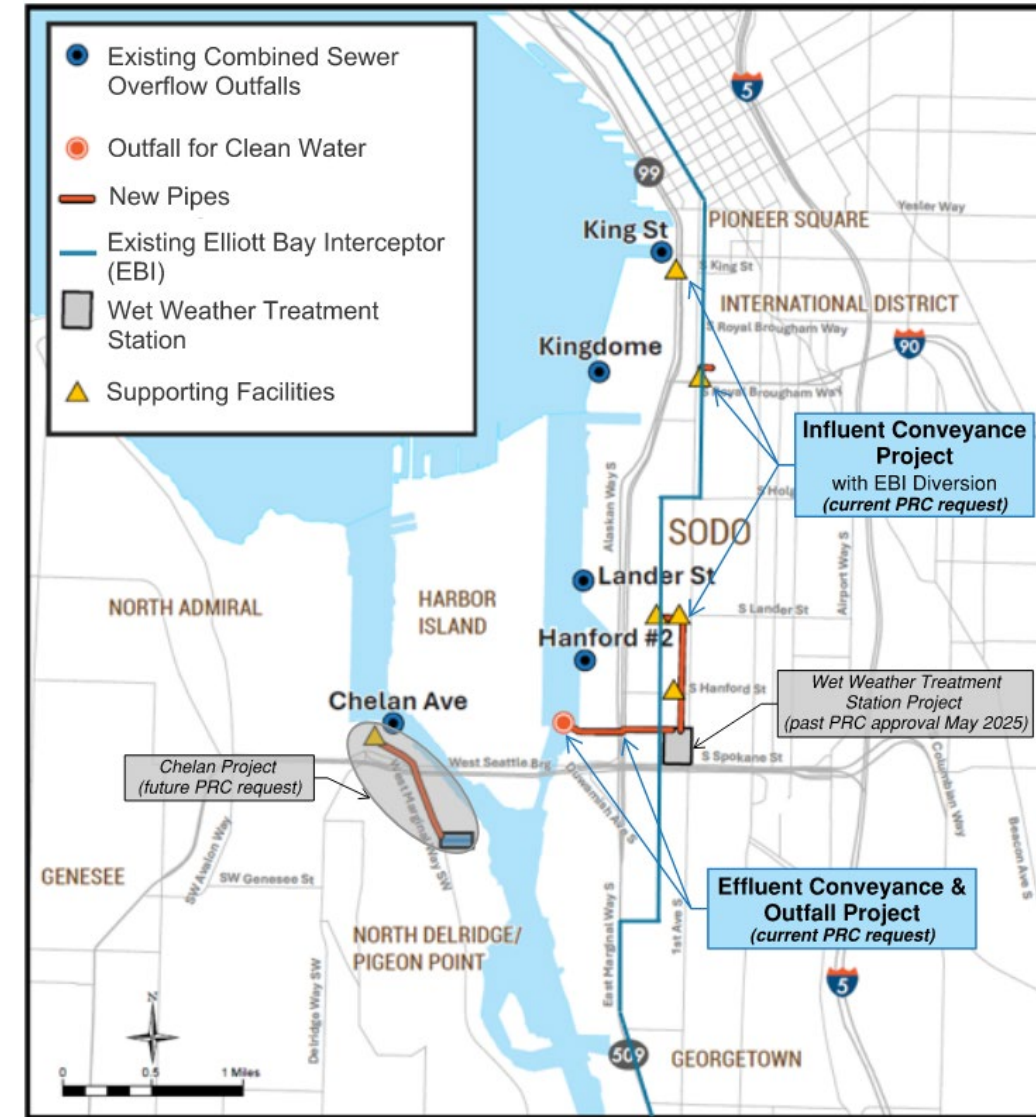 Existing Combined Sewer
Overflow Outfalls
Outfall for Clean Water
New Pipes
Existing Elliott Bay Interceptor
(EBI)
Wet Weather Treatment
Station
Supporting Facilities
5
99
Yesler Way
PIONEER SQUARE
King St
S King St
INTERNATIONAL DISTRICT
S Royal Brougham Way
90
Kingdome
S Royal Brougham Way
Influent Conveyance
Project
with EBI Diversion
(current PRC request)
Alaskan Way S
S Holg
SODO
Airport Way S
Lander St
S Lander St
NORTH ADMIRAL
HARBOR
ISLAND
Hanford #2
S Hanford St
Wet Weather Treatment
Station Project
(past PRC approval May 2025)
Chelan Ave
West Seattle Brg
S Spokane St
Chelan Project
(future PRC request)
West Marginal Way SW
Duwamish Ave S
Columbian Way
Beacon Ave S
SW Avalon Way
GENESEE
SW Genesee St
Effluent Conveyance &
Outfall Project
(current PRC request)
East Marginal Way S
1st Ave S
NORTH DELRIDGE/
PIGEON POINT
Delridge Way SW
5
N
509
GEORGETOWN
0 0.5 1 Miles